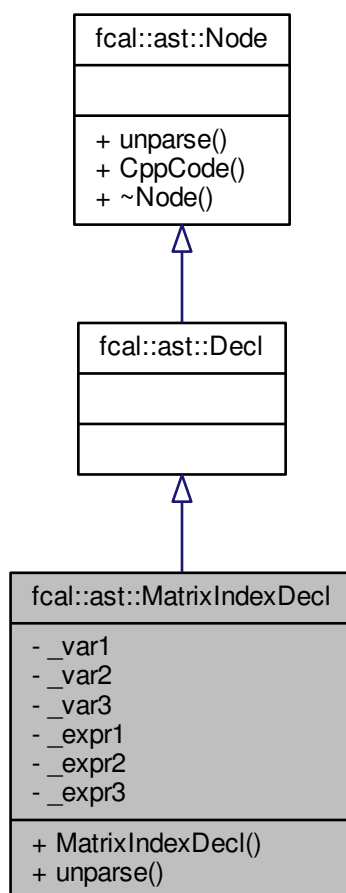 fcal::ast::Node
+ unparse()
+ CppCode()
+ ~Node()
fcal::ast::Decl
fcal::ast::MatrixIndexDecl
- _var1
- _var2
- _var3
- _expr1
- _expr2
- _expr3
+ MatrixIndexDecl()
+ unparse()